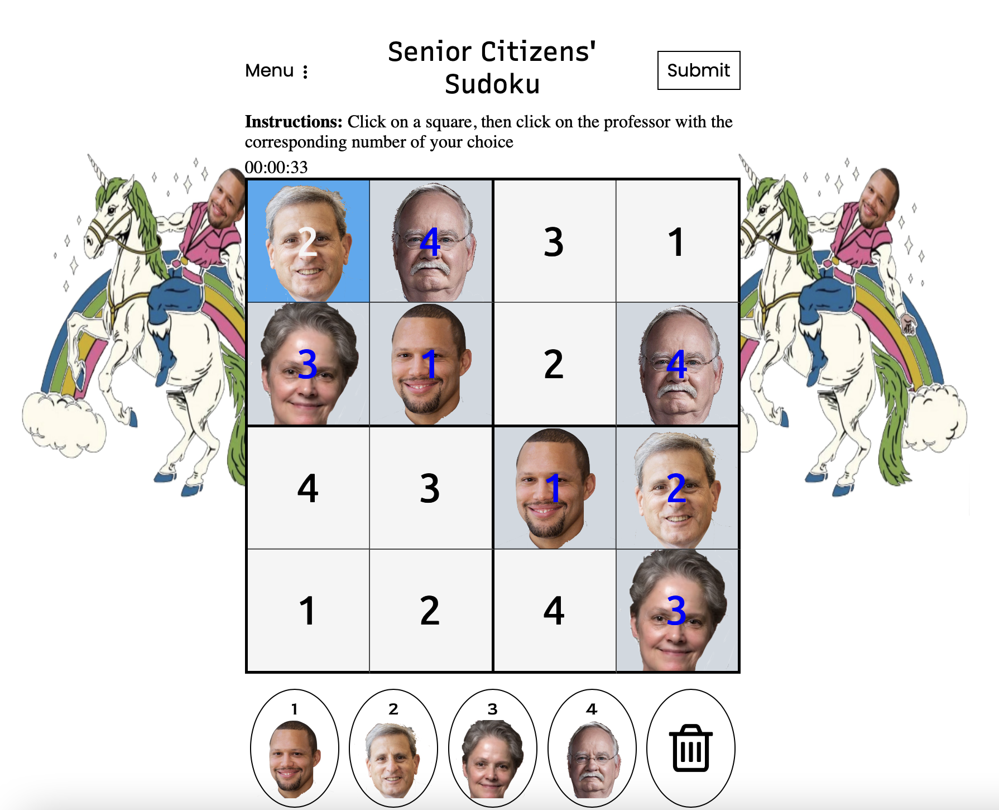 Senior Citizens'
Sudoku
Menu
Submit
Instructions: Click on a square, then click on the professor with the
corresponding number of your choice
00:00:33
2 4 3 1
3 1 2 4
4 3 1 2
1 2 4 3
1 2 3 4